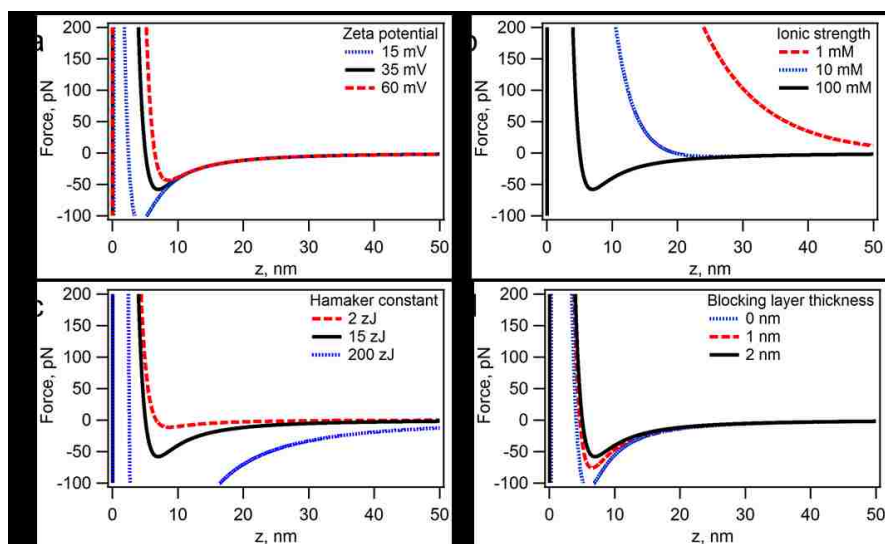 a
Zeta potential
15 mV
35 mV
60 mV
Force, pN
200
150
100
50
0
-50
-100
0 10 20 30 40 50
z, nm
b
Ionic strength
1 mM
10 mM
100 mM
Force, pN
200
150
100
50
0
-50
-100
0 10 20 30 40 50
z, nm
c
Hamaker constant
2 zJ
15 zJ
200 zJ
Force, pN
200
150
100
50
0
-50
-100
0 10 20 30 40 50
z, nm
Blocking layer thickness
0 nm
1 nm
2 nm
Force, pN
200
150
100
50
0
-50
-100
0 10 20 30 40 50
z, nm